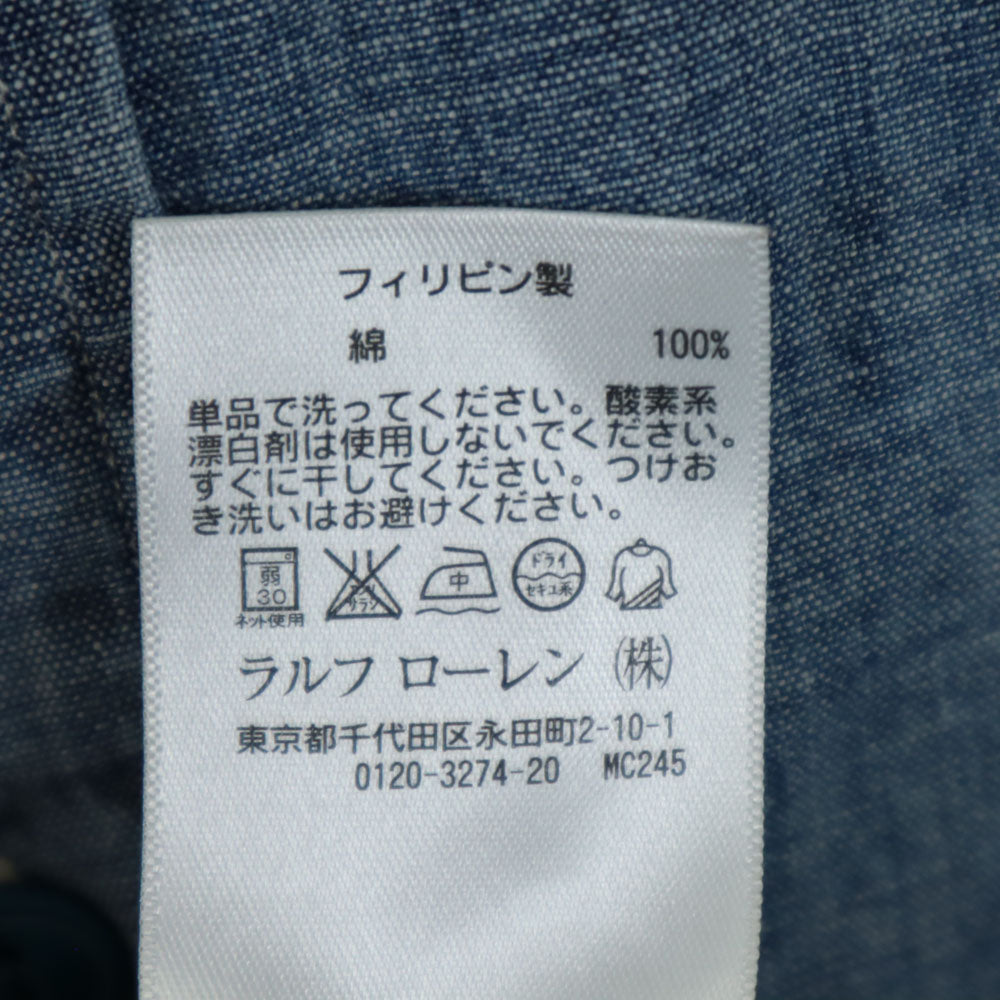 フィリピン製
綿 100%
単品で洗ってください。酸素系
漂白剤は使用しないでください。
すぐに干してください。つけお
き洗いはお避けください。
弱
30
ネット使用
エンソ
サラシ
中
ドライ
セキユ系
ラルフ ローレン (株)
東京都千代田区永田町2-10-1
0120-3274-20 MC245